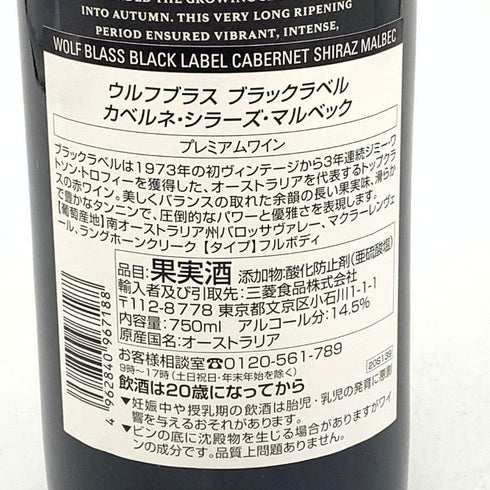 INTO AUTUMN. THIS VERY LONG RIPENING
PERIOD ENSURED VIBRANT, INTENSE,
WOLF BLASS BLACK LABEL CABERNET SHIRAZ MALBEC
ウルフブラス ブラックラベル
カベルネ・シラーズ・マルベック
プレミアムワイン
ブラックラベルは1973年の初ヴィンテージから3年連続ジミー・ワ
トソン・トロフィーを獲得した、オーストラリアを代表するトップクラ
スの赤ワイン。美しくバランスの取れた余韻の長い果実味、滑らか
で豊かなタンニンで、圧倒的なパワーと優雅さを表現します。
【葡萄産地】南オーストラリア州バロッサヴァレー、マクラーレンヴェ
ール、ラングホーンクリーク 【タイプ】フルボディ
品目:果実酒 添加物:酸化防止剤(亜硫酸塩)
輸入者及び引取先:三菱食品株式会社
〒112-8778 東京都文京区小石川1-1-1
内容量:750ml アルコール分:14.5%
原産国名:オーストラリア
お客様相談室☎0120-561-789
9時〜17時(土日祝日・年末年始を除く)
飲酒は20歳になってから
▼妊娠中や授乳期の飲酒は胎児・乳児の発育に悪影
響を与えるおそれがあります。
▼ビンの底に沈殿物を生じる場合がありますがワイ
ンの成分です。品質上問題ありません。
4 962840 967188